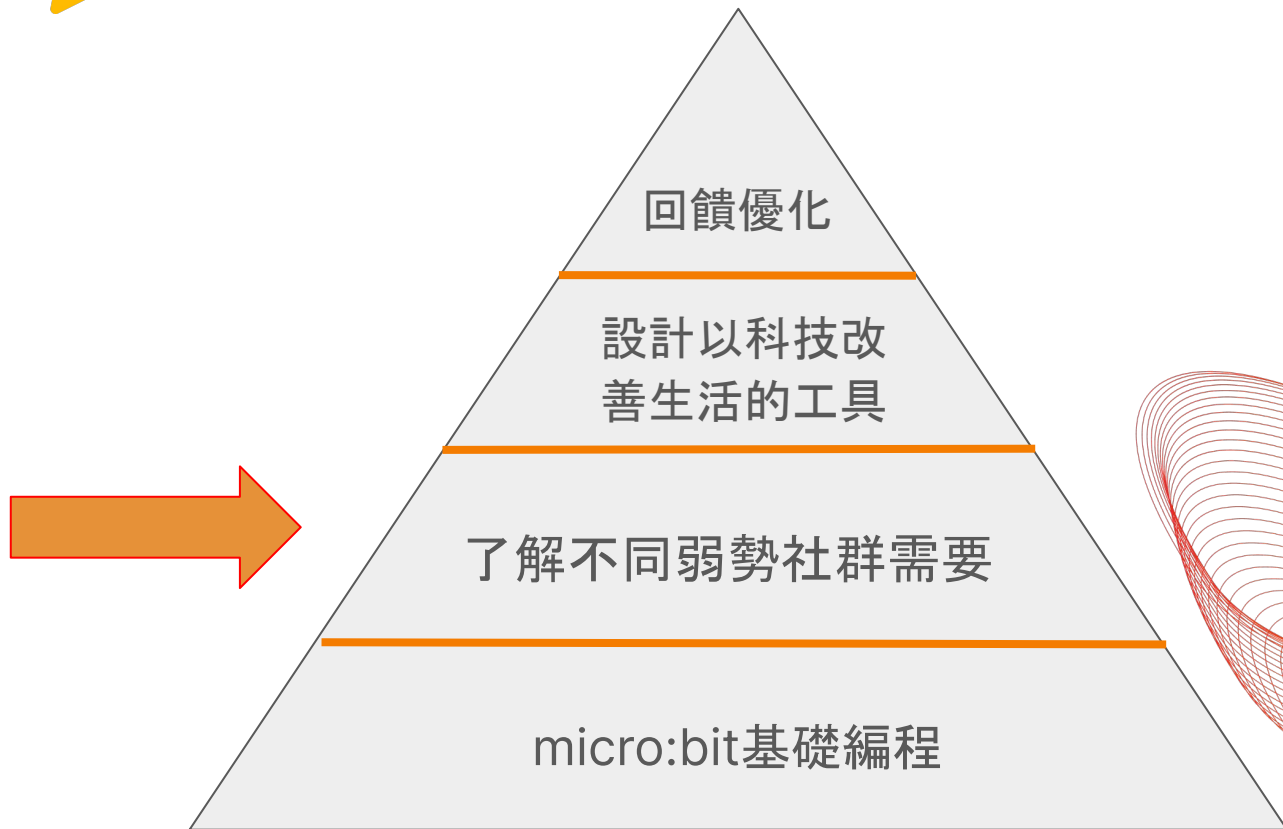 回饋優化
設計以科技改
善生活的工具
了解不同弱勢社群需要
micro:bit基礎編程